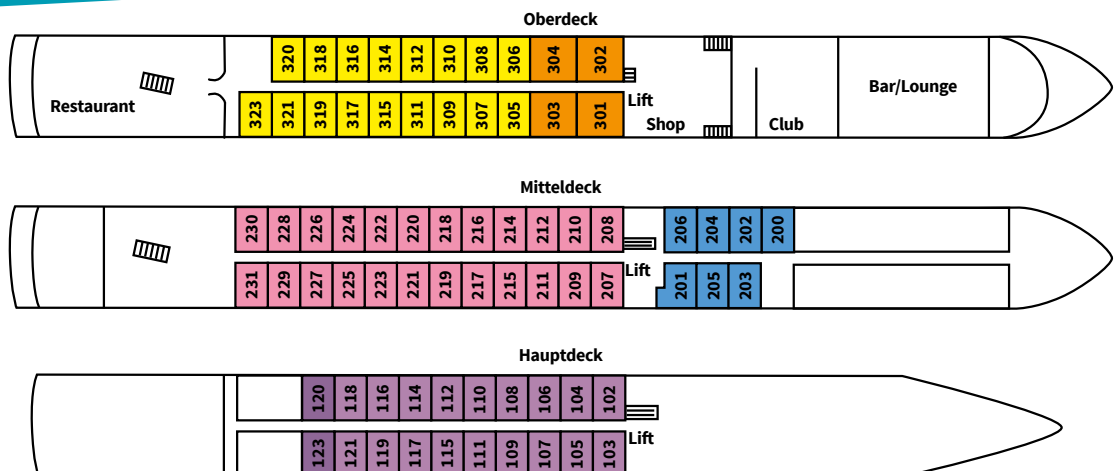 Oberdeck
320 318 316 314 312 310 308 306 304 302
Restaurant
Bar/Lounge
Lift
323 321 319 317 315 311 309 307 305 303 301
Shop
Club
Mitteldeck
230 228 226 224 222 220 218 216 214 212 210 208 206 204 202 200
Lift
231 229 227 225 223 221 219 217 215 211 209 207 201 205 203
Hauptdeck
120 118 116 114 112 110 108 106 104 102
Lift
123 121 119 117 115 111 109 107 105 103